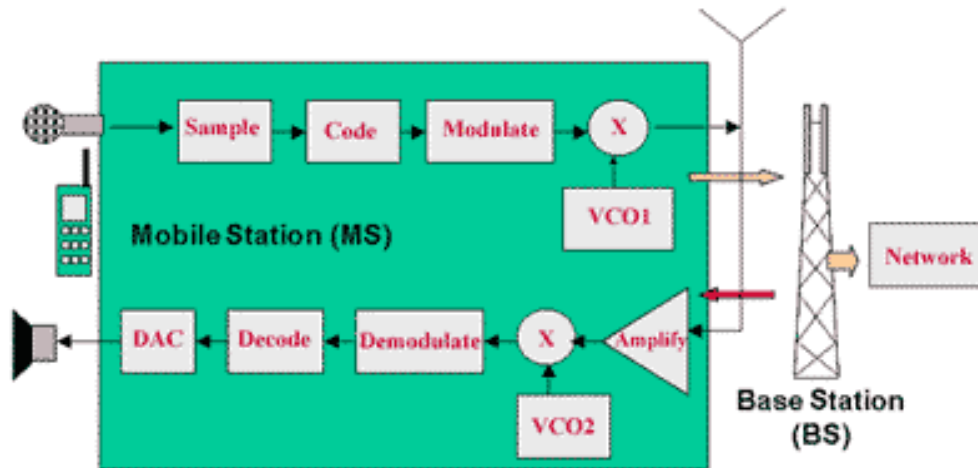 Sample
Code
Modulate
X
VCO1
Mobile Station (MS)
Network
DAC
Decode
Demodulate
X
Amplify
VCO2
Base Station
(BS)